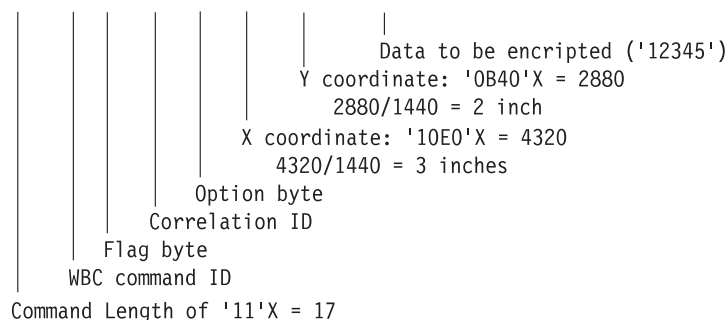 Data to be encripted ('12345')
Y coordinate: '0B40'X = 2880
2880/1440 = 2 inch
X coordinate: '10E0'X = 4320
4320/1440 = 3 inches
Option byte
Correlation ID
Flag byte
WBC command ID
Command Length of '11'X = 17